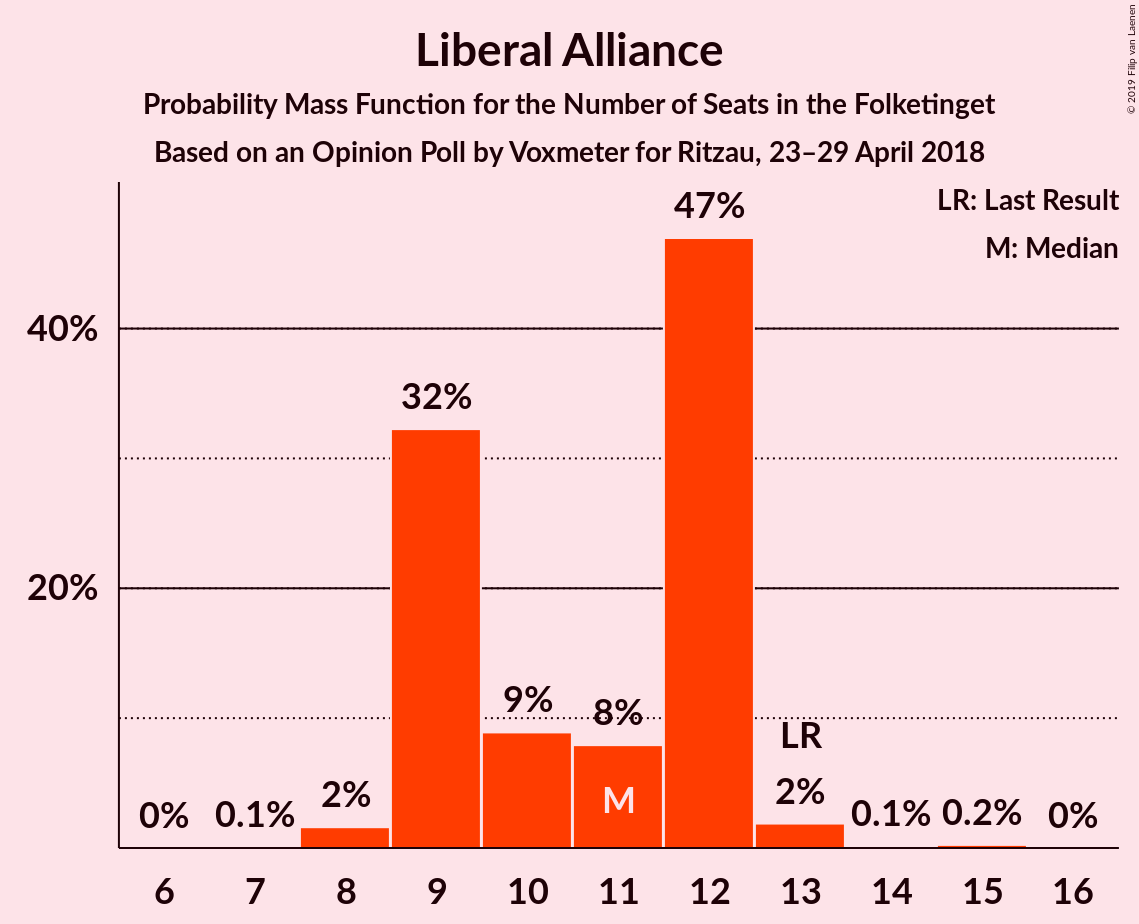 Liberal Alliance
Probability Mass Function for the Number of Seats in the Folketinget
Based on an Opinion Poll by Voxmeter for Ritzau, 23–29 April 2018
© 2019 Filip van Laenen
LR: Last Result
M: Median
47%
40%
32%
20%
9%
8%
LR
M
0%
0.1%
2%
2%
0.1%
0.2%
0%
6 7 8 9 10 11 12 13 14 15 16